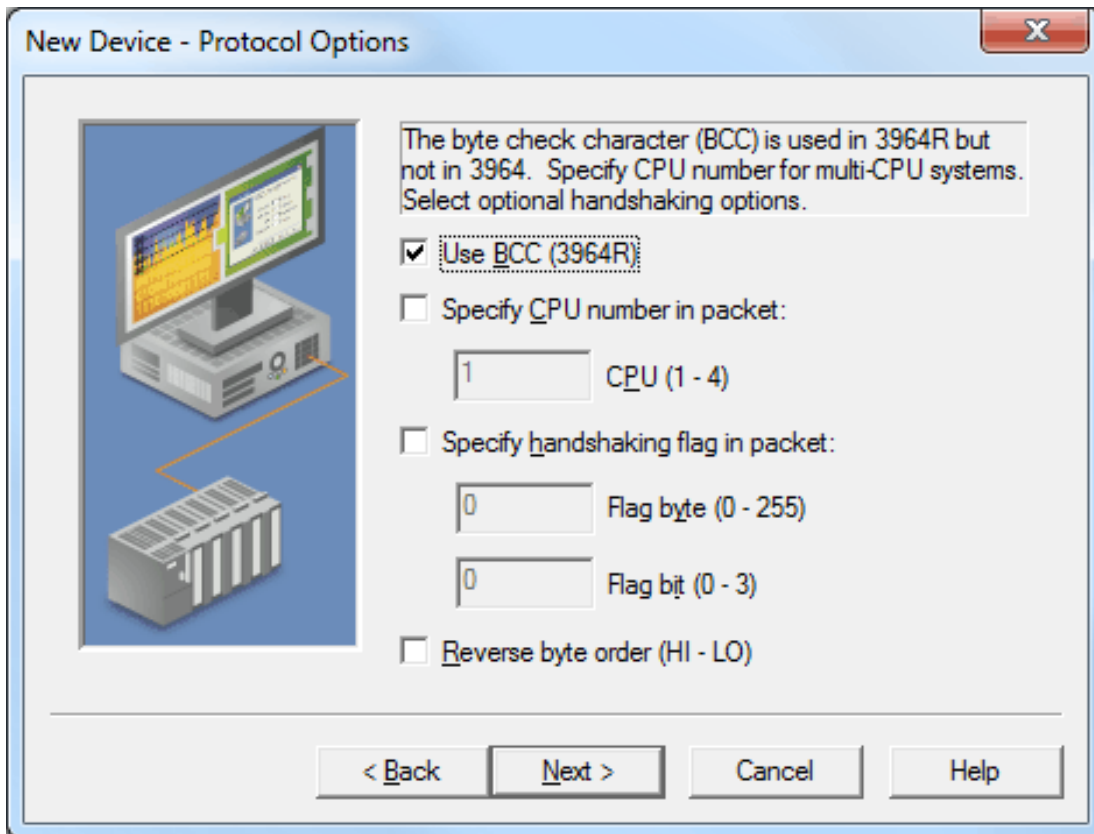 New Device - Protocol Options
The byte check character (BCC) is used in 3964R but
not in 3964.  Specify CPU number for multi-CPU systems.
Select optional handshaking options.
Use BCC (3964R)
Specify CPU number in packet:
1 CPU (1 - 4)
Specify handshaking flag in packet:
0 Flag byte (0 - 255)
0 Flag bit (0 - 3)
Reverse byte order (HI - LO)
< Back Next > Cancel Help